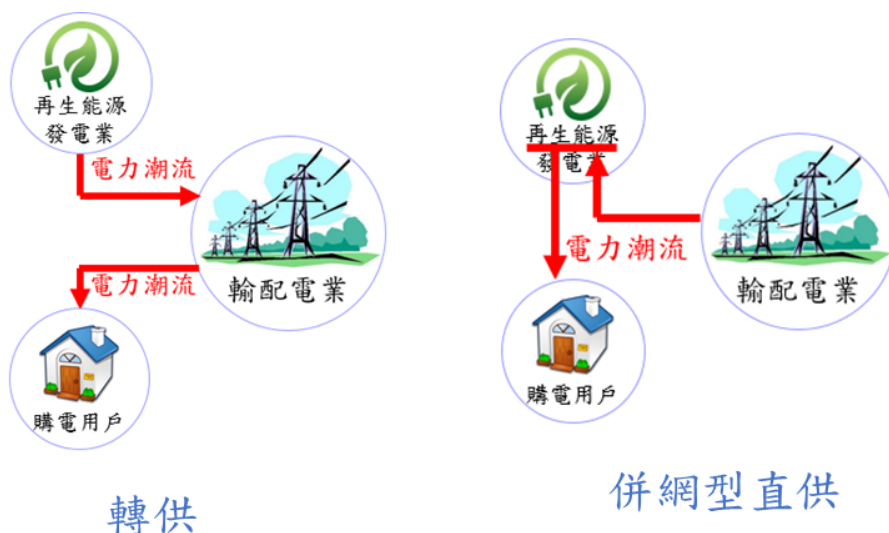 再生能源
發電業
電力潮流
電力潮流
輸配電業
購電用戶
轉供
再生能源
發電業
電力潮流
輸配電業
購電用戶
併網型直供